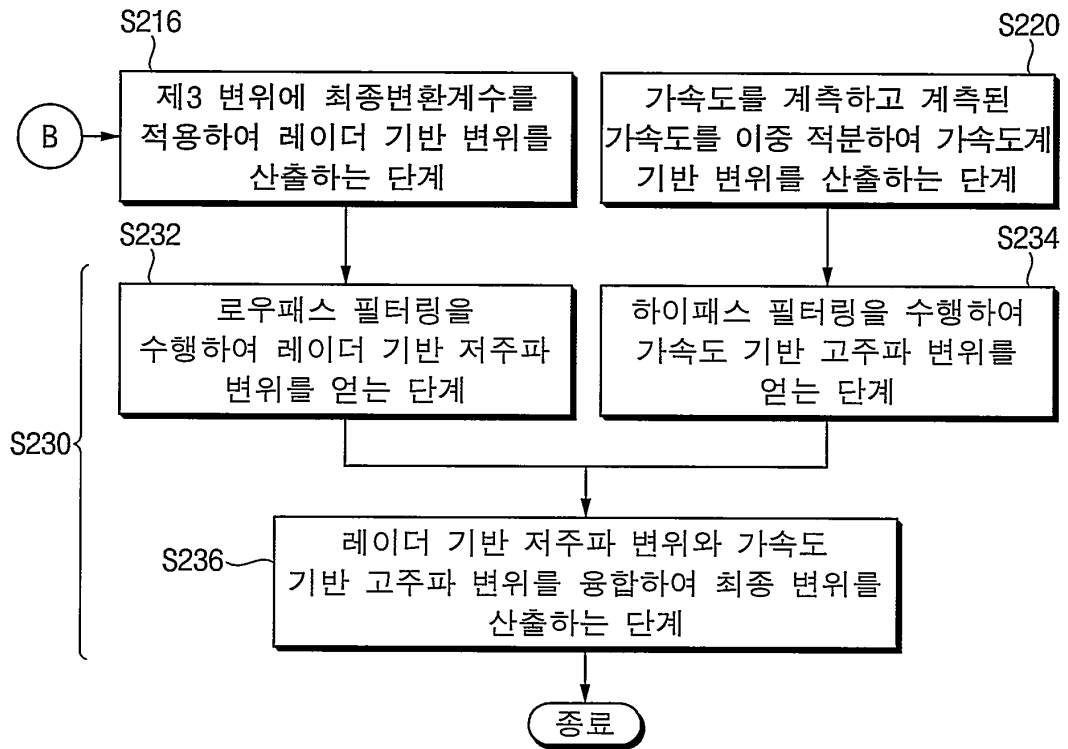 S216
제3 변위에 최종변환계수를
적용하여 레이더 기반 변위를
산출하는 단계
B
S220
가속도를 계측하고 계측된
가속도를 이중 적분하여 가속도계
기반 변위를 산출하는 단계
S232
로우패스 필터링을
수행하여 레이더 기반 저주파
변위를 얻는 단계
S234
하이패스 필터링을 수행하여
가속도 기반 고주파 변위를
얻는 단계
S230
S236
레이더 기반 저주파 변위와 가속도
기반 고주파 변위를 융합하여 최종 변위를
산출하는 단계
종료